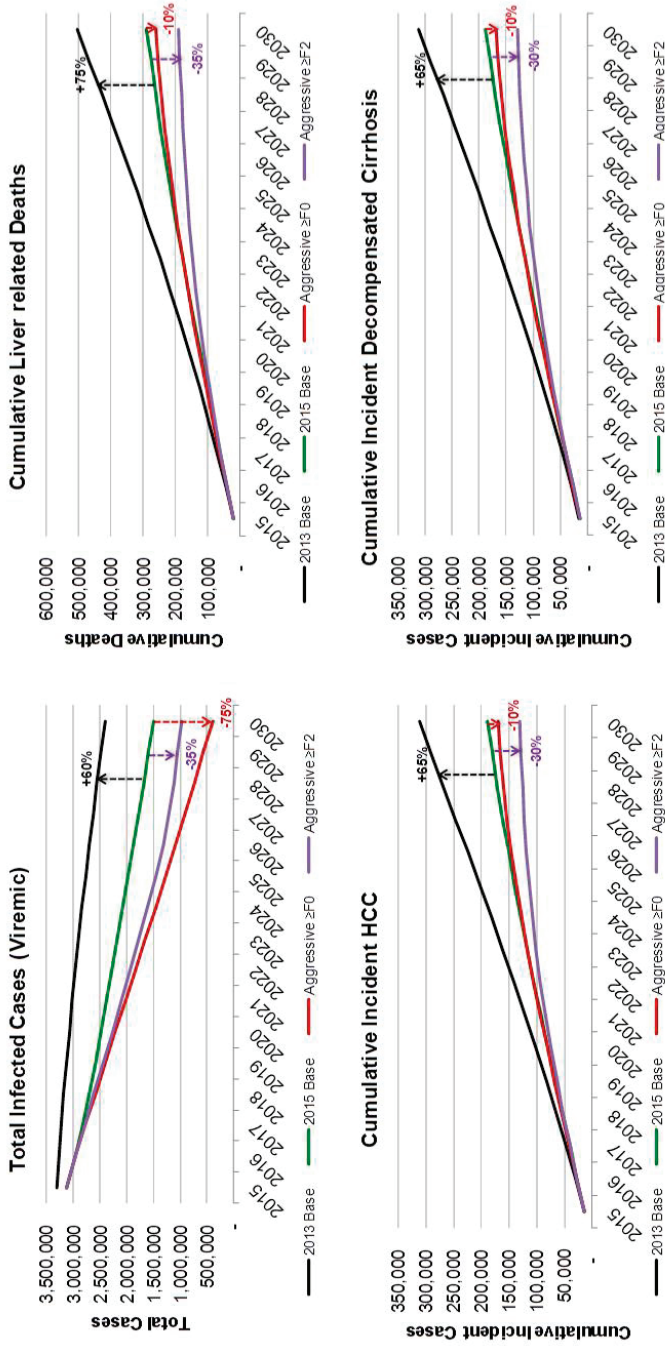 Total Infected Cases (Viremic)
Total Cases
3,500,000
3,000,000
2,500,000
2,000,000
1,500,000
1,000,000
500,000
-
+60%
-35%
-75%
2015 2016 2017 2018 2019 2020 2021 2022 2023 2024 2025 2026 2027 2028 2029 2030
2013 Base 2015 Base Aggressive ≥F0 Aggressive ≥F2
Cumulative Liver related Deaths
Cumulative Deaths
600,000
500,000
400,000
300,000
200,000
100,000
-
+75%
-10%
-35%
2015 2016 2017 2018 2019 2020 2021 2022 2023 2024 2025 2026 2027 2028 2029 2030
2013 Base 2015 Base Aggressive ≥F0 Aggressive ≥F2
Cumulative Incident HCC
Cumulative Incident Cases
350,000
300,000
250,000
200,000
150,000
100,000
50,000
-
+65%
-10%
-30%
2015 2016 2017 2018 2019 2020 2021 2022 2023 2024 2025 2026 2027 2028 2029 2030
2013 Base 2015 Base Aggressive ≥F0 Aggressive ≥F2
Cumulative Incident Decompensated Cirrhosis
Cumulative Incident Cases
350,000
300,000
250,000
200,000
150,000
100,000
50,000
-
+65%
-10%
-30%
2015 2016 2017 2018 2019 2020 2021 2022 2023 2024 2025 2026 2027 2028 2029 2030
2013 Base 2015 Base Aggressive ≥F0 Aggressive ≥F2